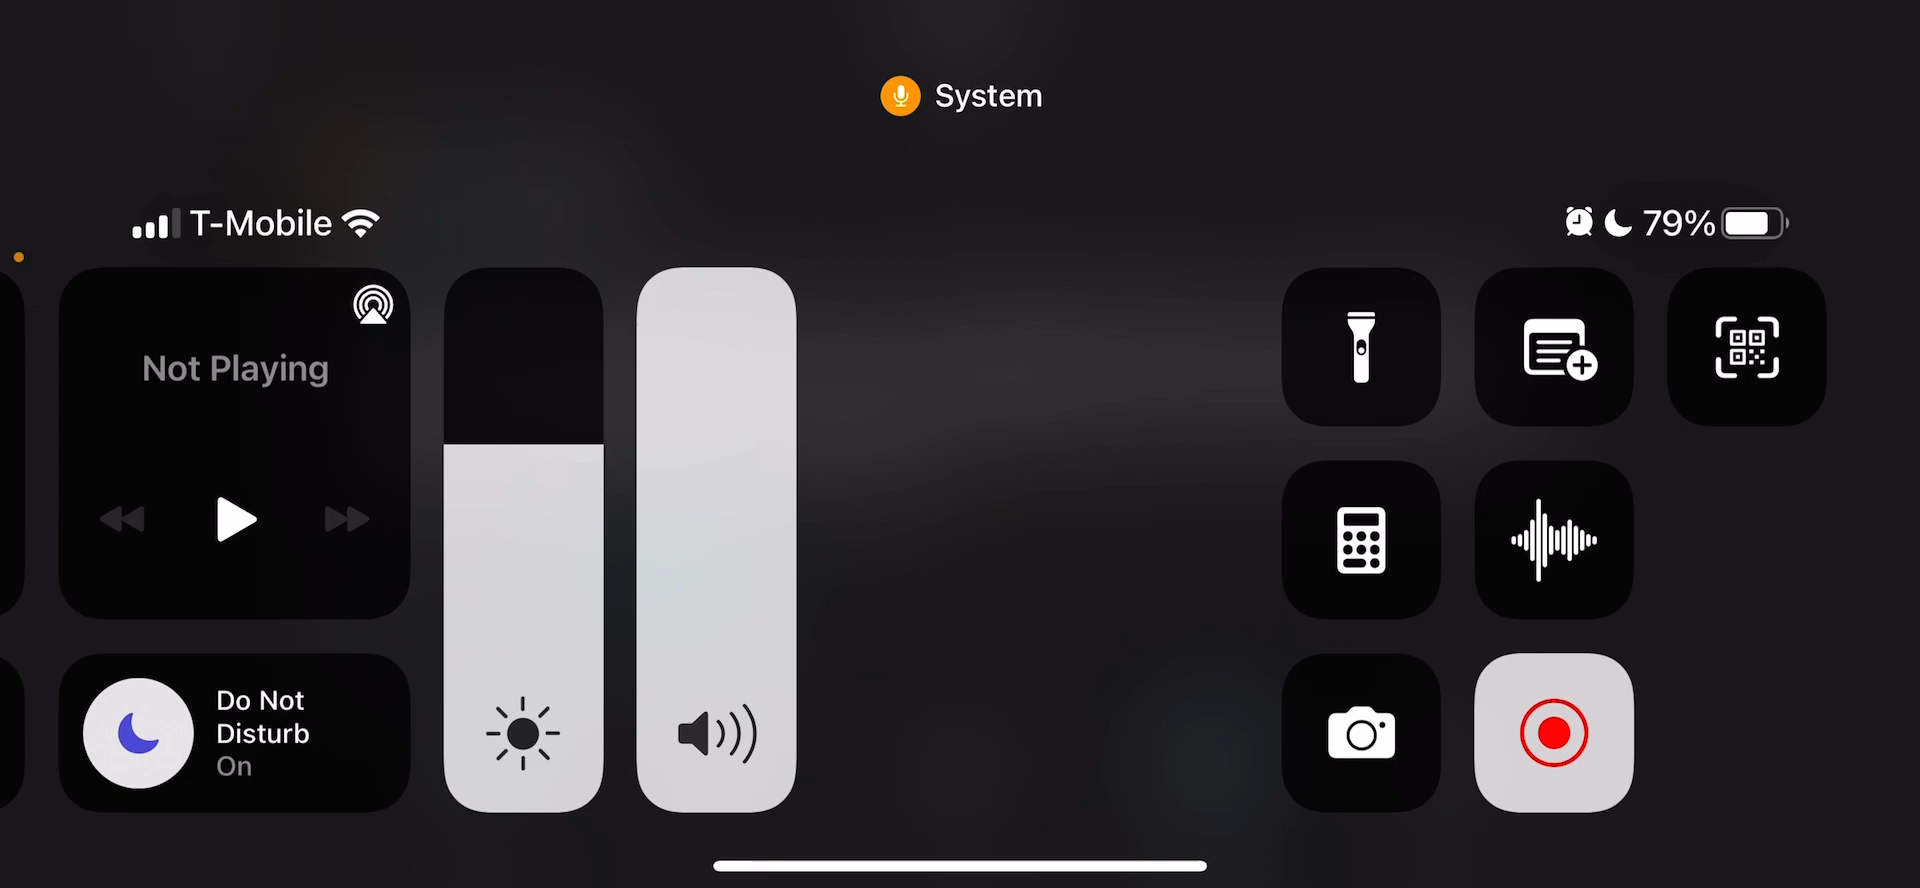 System
T-Mobile
79%
Not Playing
Do Not
Disturb
On